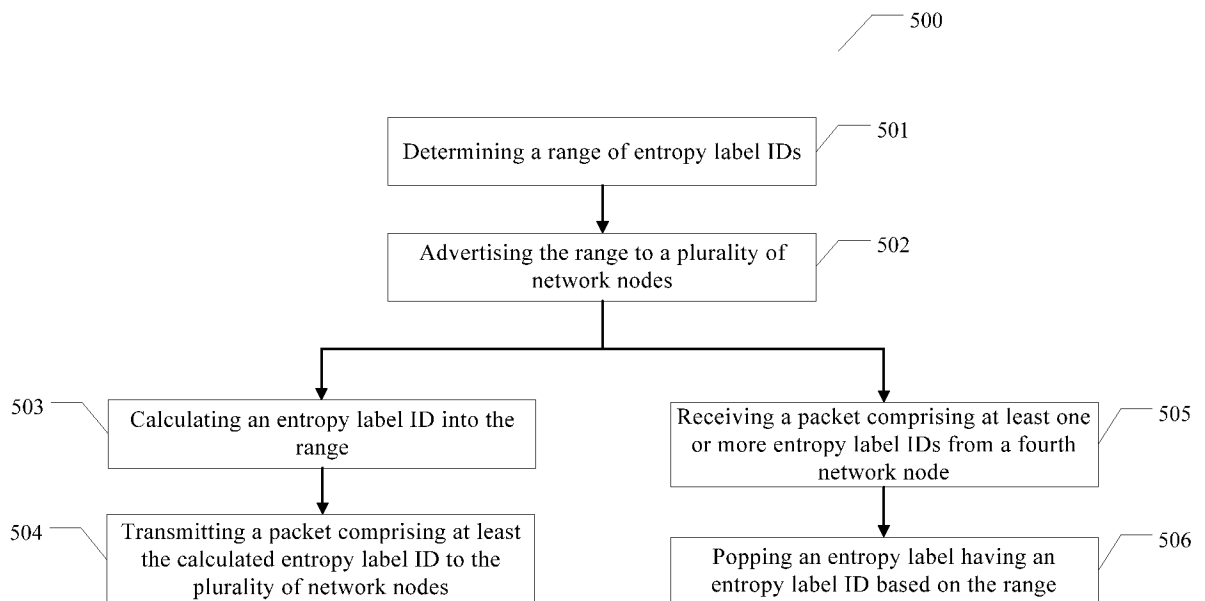 500
501
Determining a range of entropy label IDs
502
Advertising the range to a plurality of
network nodes
503
Calculating an entropy label ID into the
range
505
Receiving a packet comprising at least one
or more entropy label IDs from a fourth
network node
504
Transmitting a packet comprising at least
the calculated entropy label ID to the
plurality of network nodes
506
Popping an entropy label having an
entropy label ID based on the range